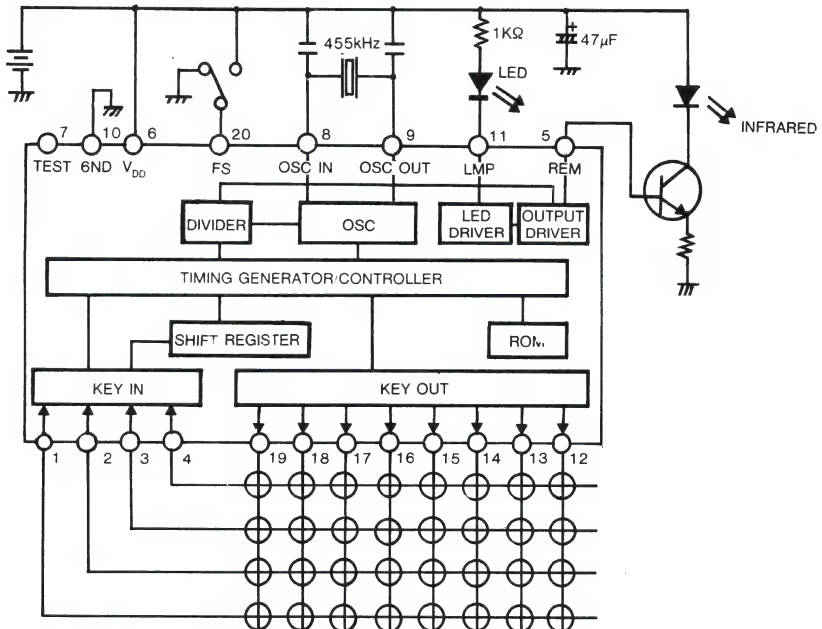 455kHz
1KΩ
47μF
LED
INFRARED
7 10 6 20 8 9 11 5
TEST 6ND VDD FS OSC IN OSC OUT LMP REM
DIVIDER
OSC
LED DRIVER
OUTPUT DRIVER
TIMING GENERATOR/CONTROLLER
SHIFT REGISTER
ROM
KEY IN
KEY OUT
1 2 3 4 19 18 17 16 15 14 13 12